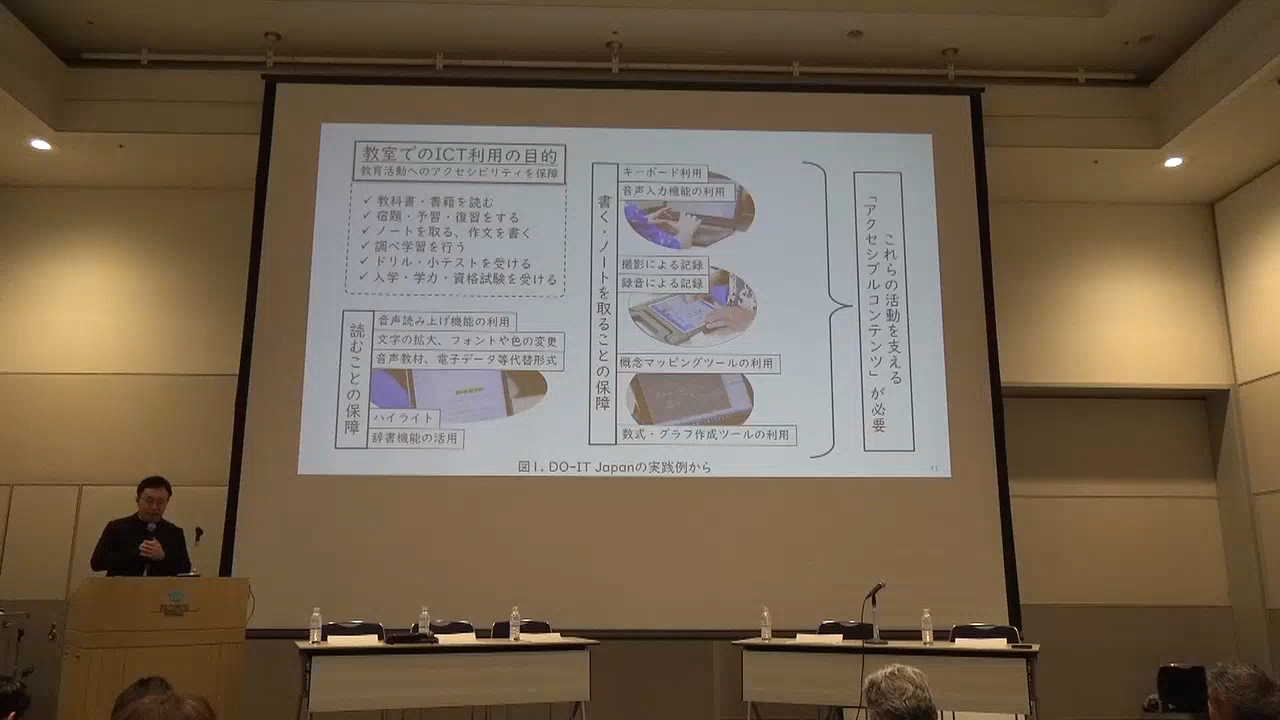 教室でのICT利用の目的
教育活動へのアクセシビリティを保障
✓ 教科書・書籍を読む
✓ 宿題・予習・復習をする
✓ ノートを取る、作文を書く
✓ 調べ学習を行う
✓ ドリル・小テストを受ける
✓ 入学・学力・資格試験を受ける
読むことの保障
音声読み上げ機能の利用
文字の拡大、フォントや色の変更
音声教材、電子データ等代替形式
ハイライト
辞書機能の活用
書く・ノートを取ることの保障
キーボード利用
音声入力機能の利用
撮影による記録
録音による記録
概念マッピングツールの利用
数式・グラフ作成ツールの利用
これらの活動を支える
「アクセシブルコンテンツ」が必要
図1. DO-IT Japanの実践例から
11